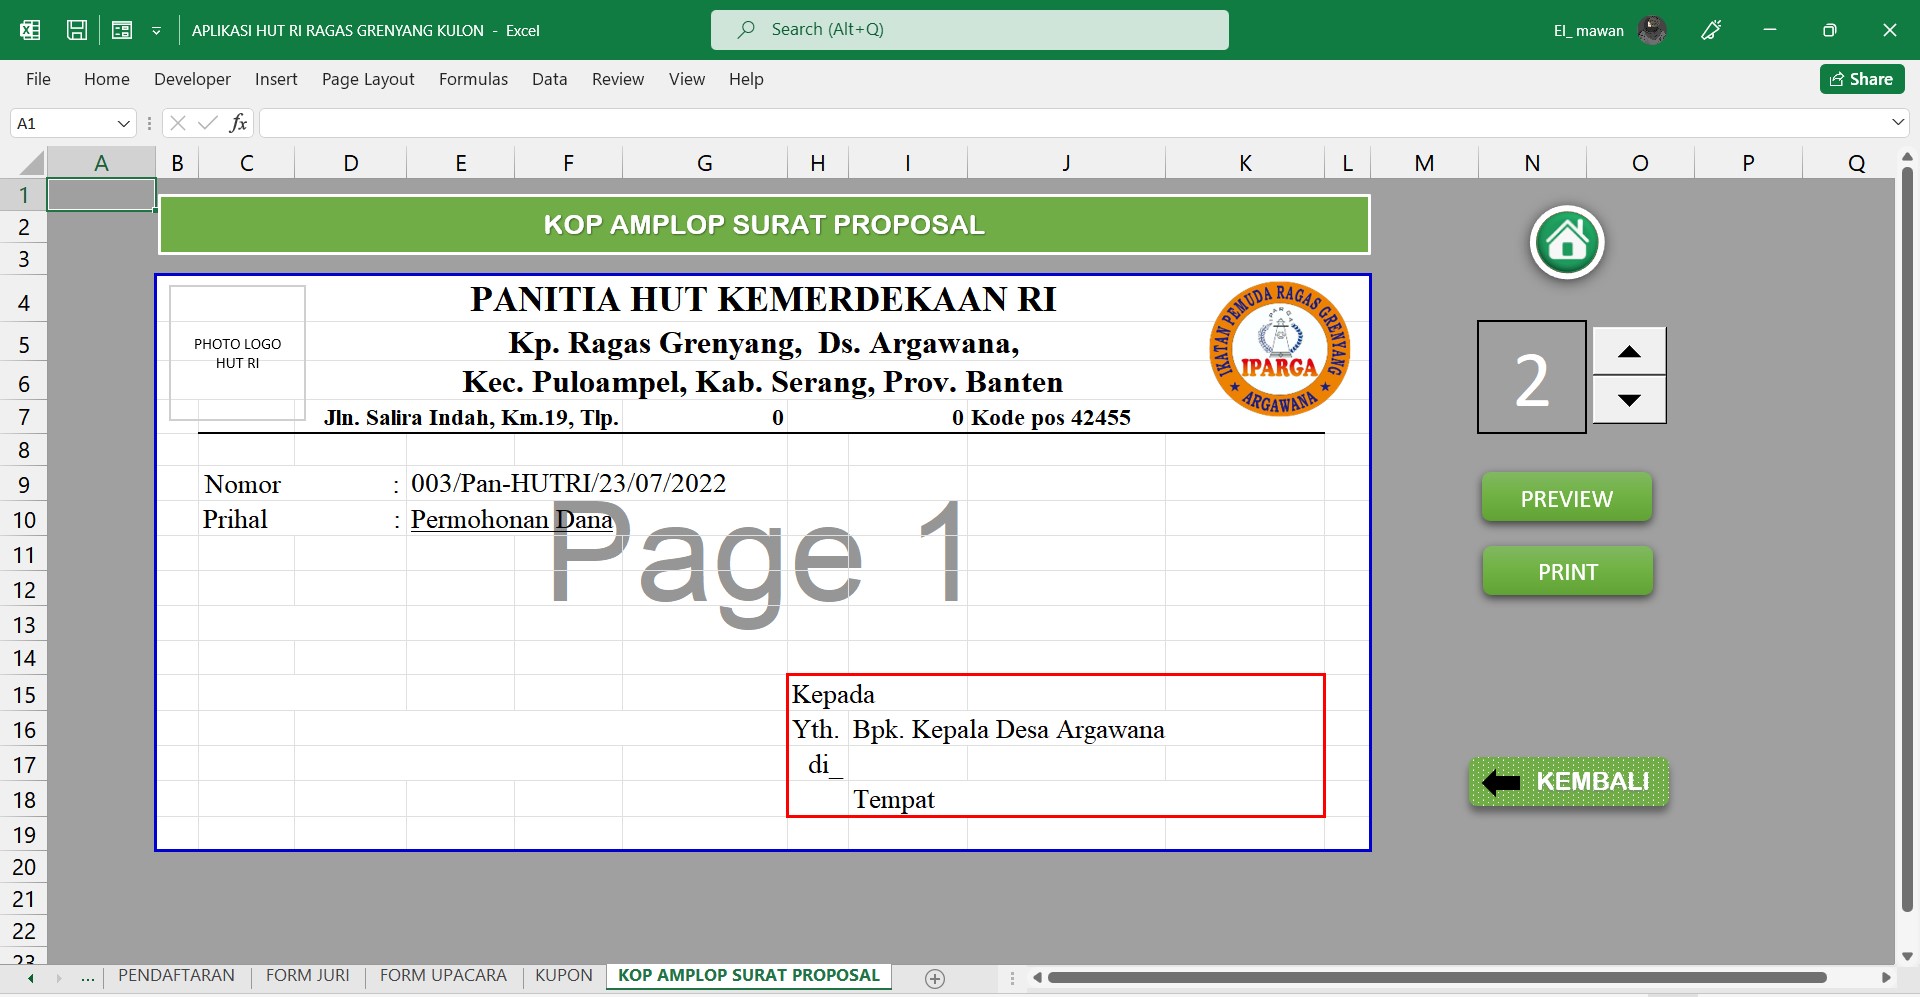 APLIKASI HUT RI RAGAS GRENYANG KULON - Excel
Search (Alt+Q)
El_ mawan
File Home Developer Insert Page Layout Formulas Data Review View Help
Share
A1
fx
A B C D E F G H I J K L M N O P Q
1
2
3
4
5
6
7
8
9
10
11
12
13
14
15
16
17
18
19
20
21
22
23
KOP AMPLOP SURAT PROPOSAL
PHOTO LOGO
HUT RI
PANITIA HUT KEMERDEKAAN RI
Kp. Ragas Grenyang, Ds. Argawana,
Kec. Puloampel, Kab. Serang, Prov. Banten
Jln. Salira Indah, Km.19, Tlp. 0 0 Kode pos 42455
IKATAN PEMUDA RAGAS GRENYANG
IPARGA
ARGAWANA
Nomor : 003/Pan-HUTRI/23/07/2022
Prihal : Permohonan Dana
Page 1
Kepada
Yth. Bpk. Kepala Desa Argawana
di_
Tempat
2
PREVIEW
PRINT
KEMBALI
... PENDAFTARAN FORM JURI FORM UPACARA KUPON KOP AMPLOP SURAT PROPOSAL